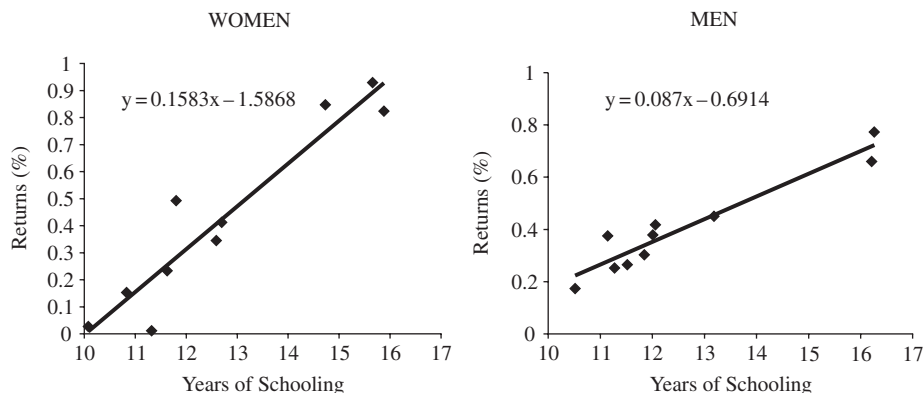 WOMEN
1
0.9
0.8
0.7
0.6
0.5
0.4
0.3
0.2
0.1
0
Returns (%)
y = 0.1583x – 1.5868
10 11 12 13 14 15 16 17
Years of Schooling
MEN
1
0.8
0.6
0.4
0.2
0
Returns (%)
y = 0.087x – 0.6914
10 11 12 13 14 15 16 17
Years of Schooling